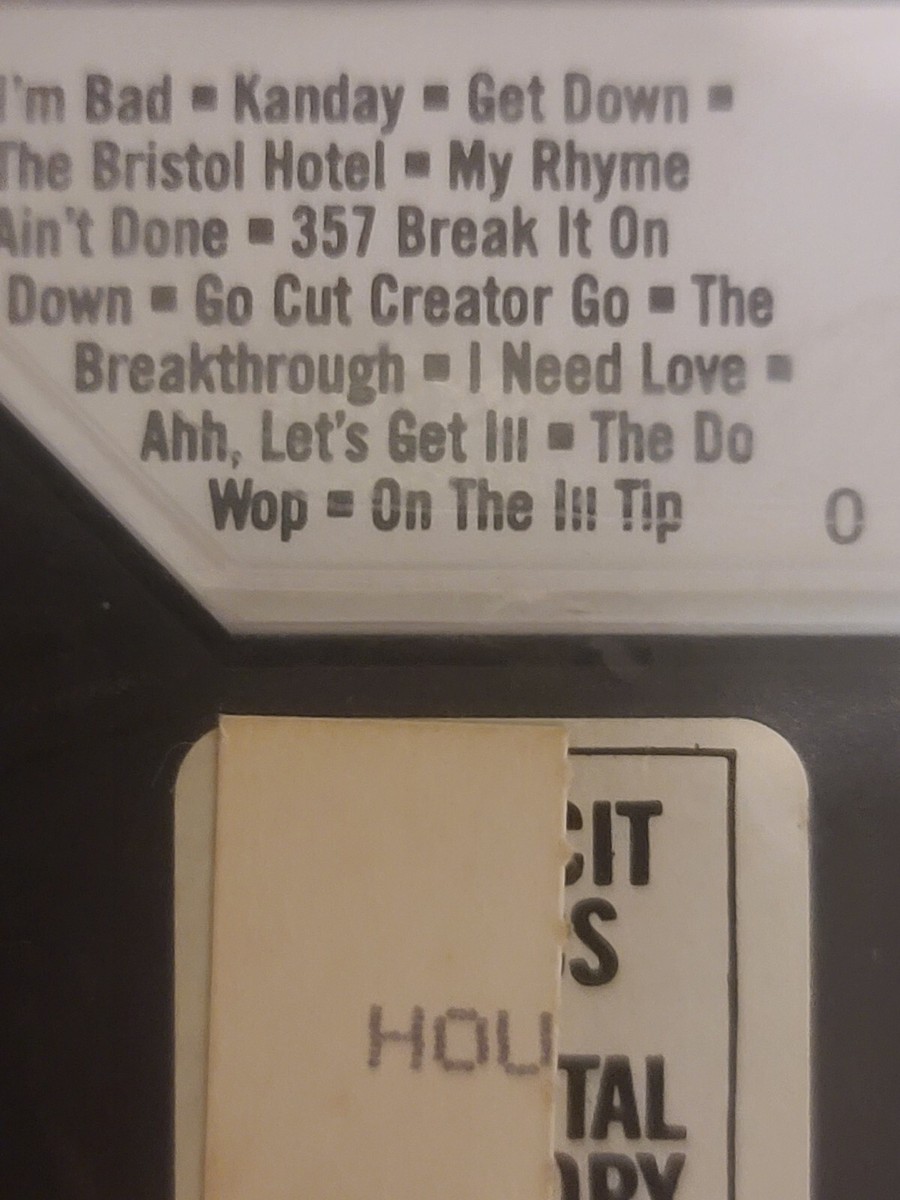 I'm Bad ▪ Kanday ▪ Get Down ▪
The Bristol Hotel ▪ My Rhyme
Ain't Done ▪ 357 Break It On
Down ▪ Go Cut Creator Go ▪ The
Breakthrough ▪ I Need Love ▪
Ahh, Let's Get Ill ▪ The Do
Wop ▪ On The Ill Tip
0
CIT
S
HOU
TAL
ORY